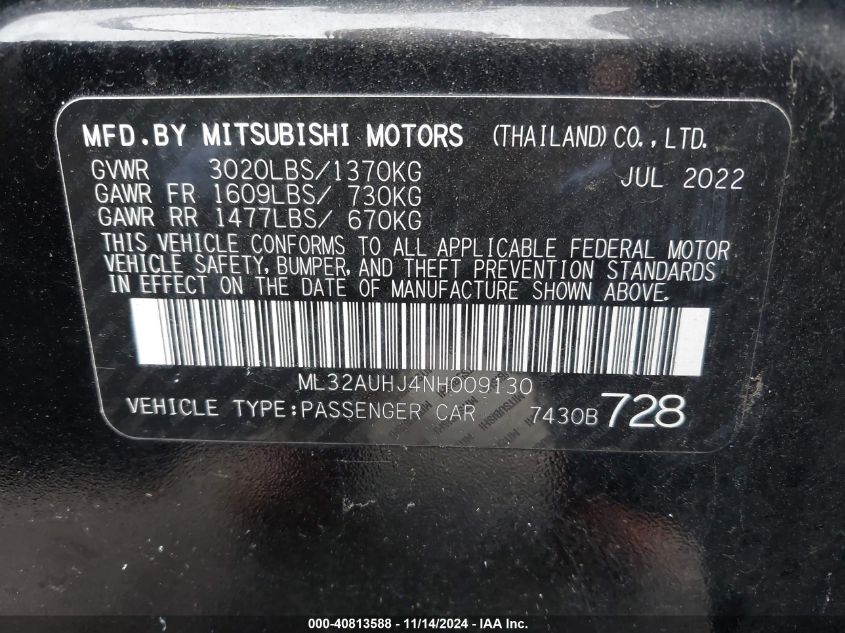 MFD.BY MITSUBISHI MOTORS (THAILAND) CO.,LTD.
GVWR 3020LBS/1370KG JUL 2022
GAWR FR 1609LBS/ 730KG
GAWR RR 1477LBS/ 670KG
THIS VEHICLE CONFORMS TO ALL APPLICABLE FEDERAL MOTOR
VEHICLE SAFETY, BUMPER, AND THEFT PREVENTION STANDARDS
IN EFFECT ON THE DATE OF MANUFACTURE SHOWN ABOVE.
ML32AUHJ4NH009130
VEHICLE TYPE:PASSENGER CAR 7430B 728
000-40813588 - 11/14/2024 - IAA Inc.